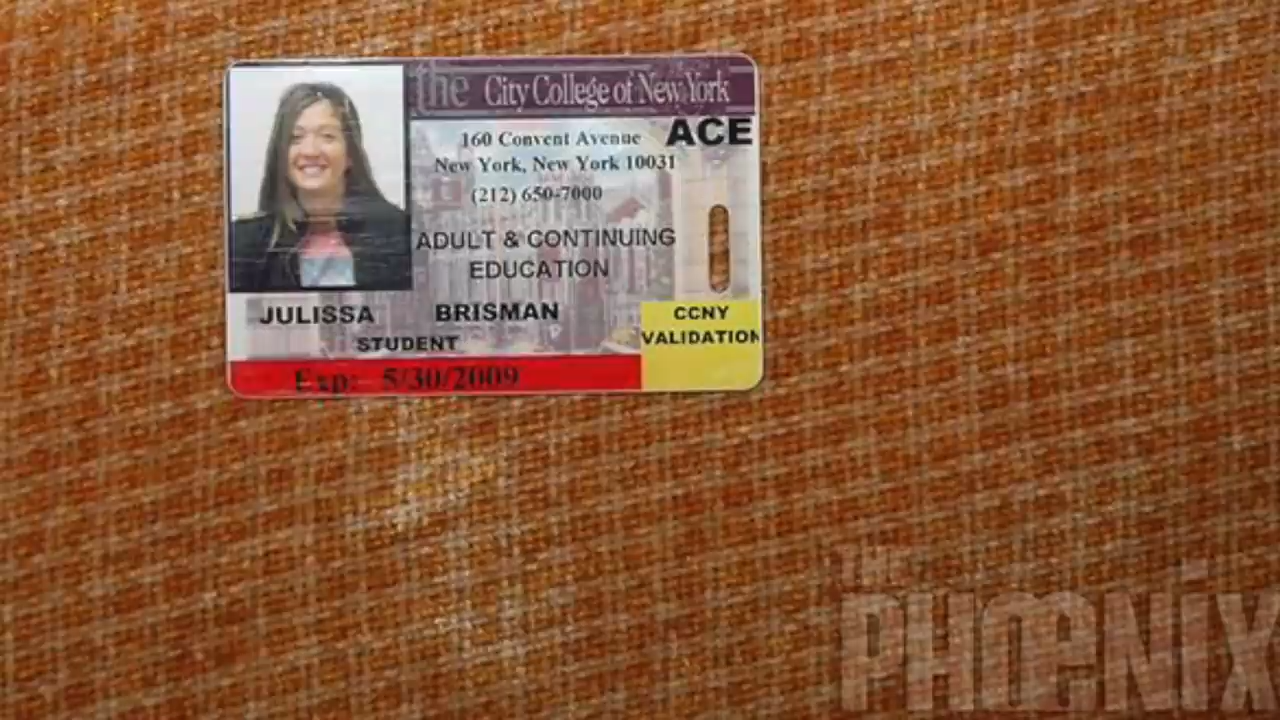 the City College of New York
ACE
160 Convent Avenue
New York, New York 10031
(212) 650-7000
ADULT & CONTINUING
EDUCATION
JULISSA BRISMAN
STUDENT
CCNY
VALIDATION
Exp: 5/30/2009
THE
PHOENIX